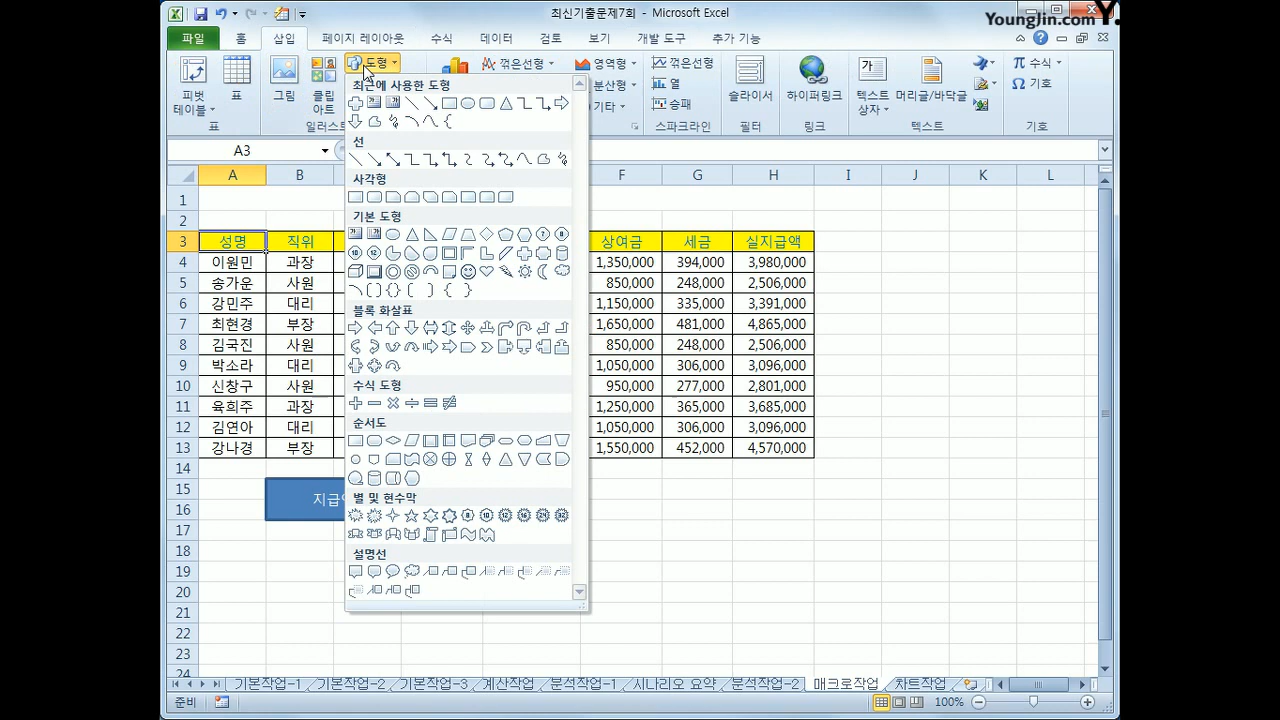 최신기출문제7회 - Microsoft Excel
YoungJin.com Y.
파일 홈 삽입 페이지 레이아웃 수식 데이터 검토 보기 개발 도구 추가 기능
도형 꺾은선형 영역형 꺾은선형 수식
분산형 열 기호
피벗 테이블 표 그림 클립 아트 기타 승패 슬라이서 하이퍼링크 텍스트 상자 머리글/바닥글
표 일러스트 스파크라인 필터 링크 텍스트 기호
A3
최근에 사용한 도형
선
사각형
기본 도형
블록 화살표
수식 도형
순서도
별 및 현수막
설명선
A B F G H I J K L
1
2
3 성명 직위 상여금 세금 실지급액
4 이원민 과장 1,350,000 394,000 3,980,000
5 송가운 사원 850,000 248,000 2,506,000
6 강민주 대리 1,150,000 335,000 3,391,000
7 최현경 부장 1,650,000 481,000 4,865,000
8 김국진 사원 850,000 248,000 2,506,000
9 박소라 대리 1,050,000 306,000 3,096,000
10 신창구 사원 950,000 277,000 2,801,000
11 육희주 과장 1,250,000 365,000 3,685,000
12 김연아 대리 1,050,000 306,000 3,096,000
13 강나경 부장 1,550,000 452,000 4,570,000
14
15
16 지급
17
18
19
20
21
22
23
24
기본작업-1 기본작업-2 기본작업-3 계산작업 분석작업-1 시나리오 요약 분석작업-2 매크로작업 차트작업
준비 100%